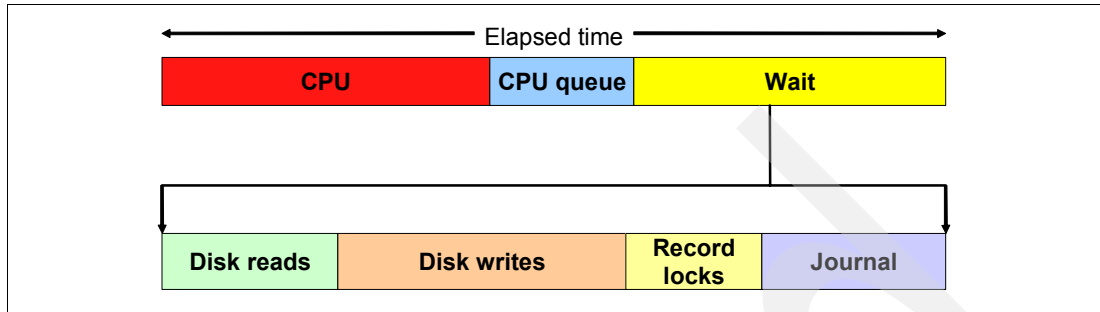 Elapsed time
CPU CPU queue Wait
Disk reads Disk writes Record locks Journal